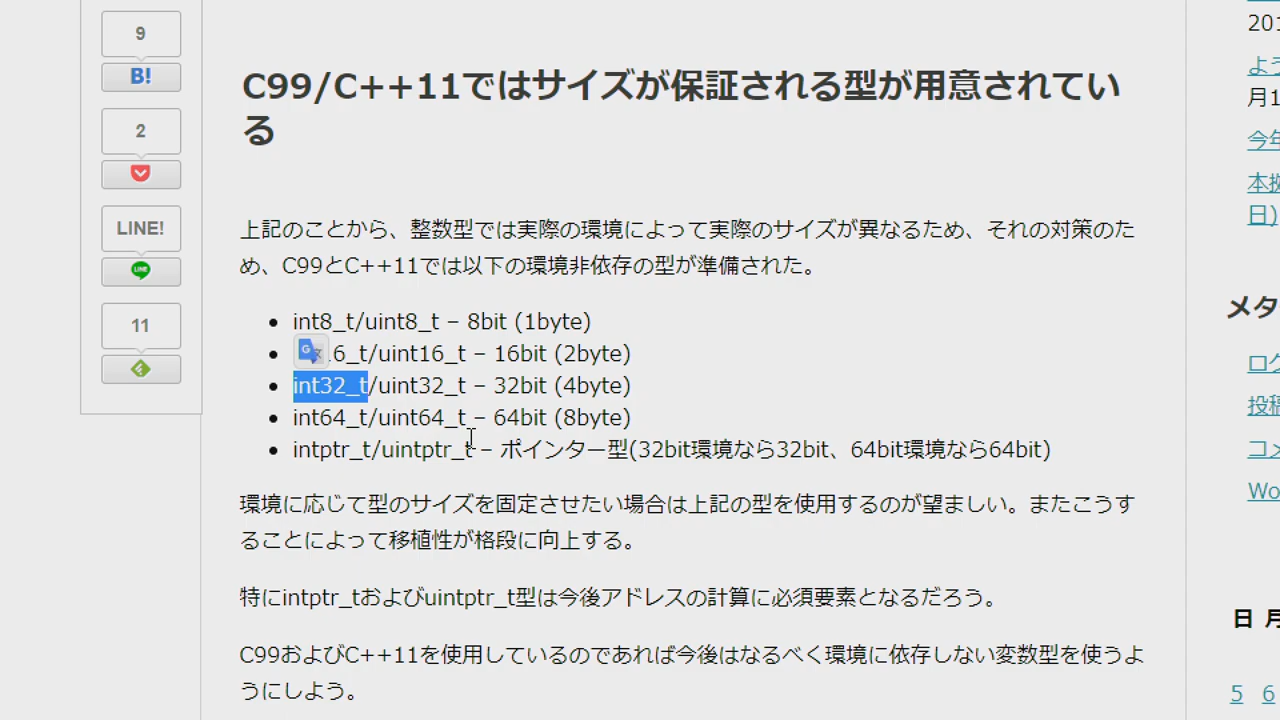 9
B!
2
LINE!
LINE
11
C99/C++11ではサイズが保証される型が用意されてい
る
上記のことから、整数型では実際の環境によって実際のサイズが異なるため、それの対策のた
め、C99とC++11では以下の環境非依存の型が準備された。
int8_t/uint8_t – 8bit (1byte)
16_t/uint16_t – 16bit (2byte)
int32_t/uint32_t – 32bit (4byte)
int64_t/uint64_t – 64bit (8byte)
intptr_t/uintptr_t – ポインター型(32bit環境なら32bit、64bit環境なら64bit)
環境に応じて型のサイズを固定させたい場合は上記の型を使用するのが望ましい。またこうす
ることによって移植性が格段に向上する。
特にintptr_tおよびuintptr_t型は今後アドレスの計算に必須要素となるだろう。
C99およびC++11を使用しているのであれば今後はなるべく環境に依存しない変数型を使うよ
うにしよう。
201
よう
月1
今年
本拠
日)
メタ
ログ
投稿
コメ
Wo
日 月
5 6